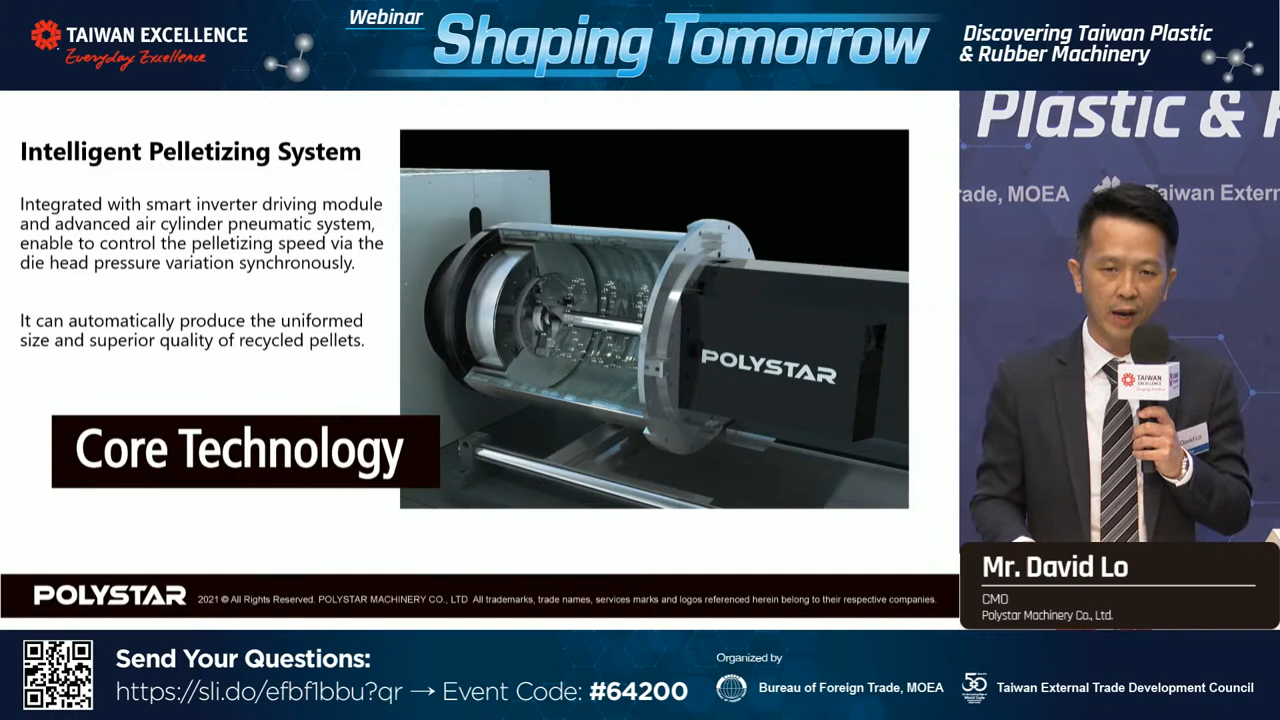 TAIWAN EXCELLENCE
Everyday Excellence
Webinar
Shaping Tomorrow
Discovering Taiwan Plastic
& Rubber Machinery
Intelligent Pelletizing System
Integrated with smart inverter driving module
and advanced air cylinder pneumatic system,
enable to control the pelletizing speed via the
die head pressure variation synchronously.
It can automatically produce the uniformed
size and superior quality of recycled pellets.
Core Technology
POLYSTAR
Plastic &
rade, MOEA
Taiwan Extern
TAIWAN
EXCELLENCE
David Lo
Mr. David Lo
CMO
Polystar Machinery Co., Ltd.
POLYSTAR
2021 © All Rights Reserved. POLYSTAR MACHINERY CO., LTD All trademarks, trade names, services marks and logos referenced herein belong to their respective companies.
Send Your Questions:
https://sli.do/efbf1bbu?qr → Event Code: #64200
Organized by
Bureau of Foreign Trade, MOEA
50
Taiwan External Trade Development Council